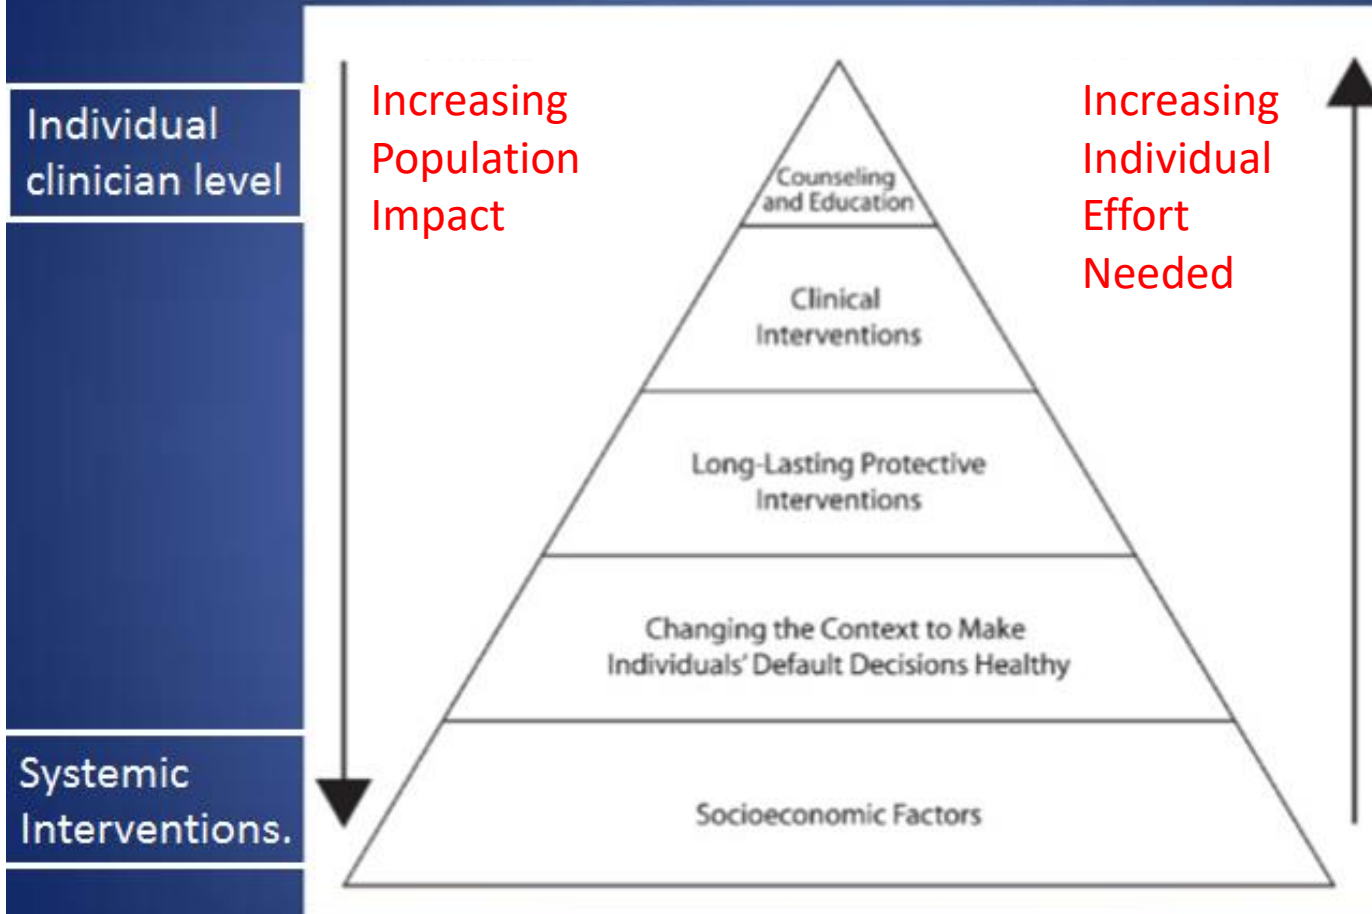 Individual
clinician level
Systemic
Interventions.
Increasing
Population
Impact
Counseling
and Education
Clinical
Interventions
Long-Lasting Protective
Interventions
Changing the Context to Make
Individuals' Default Decisions Healthy
Socioeconomic Factors
Increasing
Individual
Effort
Needed